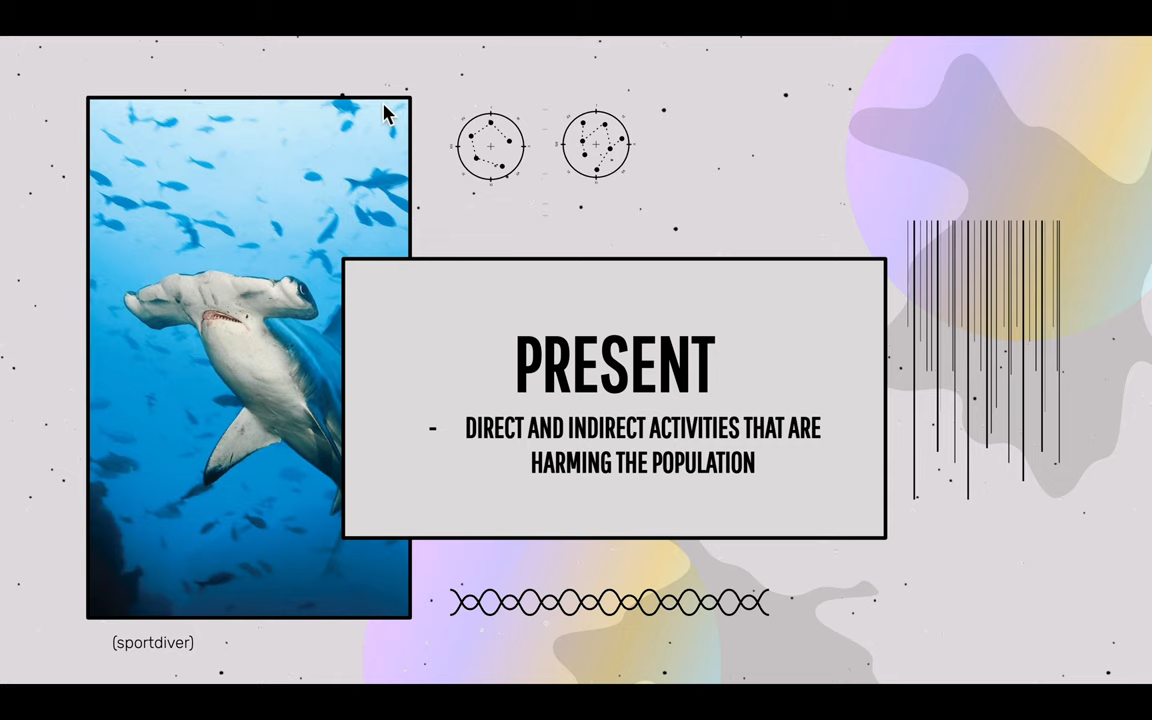 PRESENT
- DIRECT AND INDIRECT ACTIVITIES THAT ARE
HARMING THE POPULATION
(sportdiver)